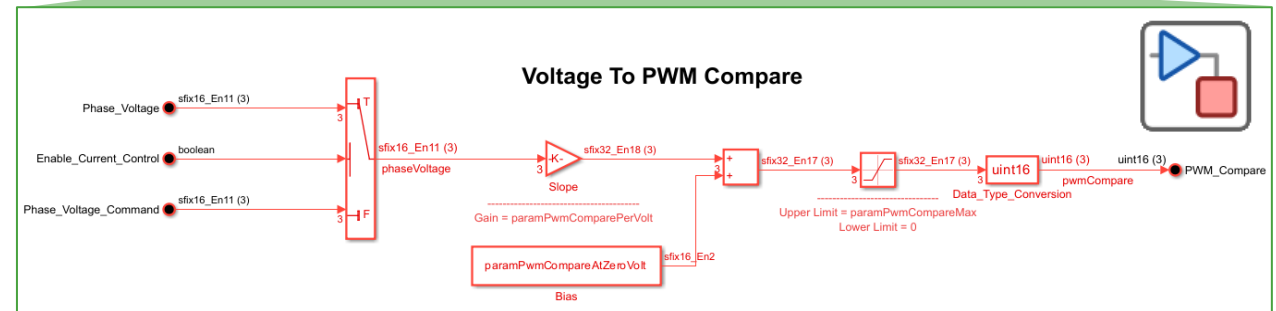 Voltage To PWM Compare
Phase_Voltage
sfix16_En11 (3)
3
T
Enable_Current_Control
boolean
Phase_Voltage_Command
sfix16_En11 (3)
3
F
sfix16_En11 (3)
phaseVoltage
3
-K-
Slope
sfix32_En18 (3)
------------------------------------
Gain = paramPwmComparePerVolt
paramPwmCompareAtZeroVolt
Bias
sfix16_En2
3
+
+
sfix32_En17 (3)
3
sfix32_En17 (3)
-----------------------------
Upper Limit = paramPwmCompareMax
Lower Limit = 0
3
uint16
Data_Type_Conversion
uint16 (3)
pwmCompare
uint16 (3)
PWM_Compare